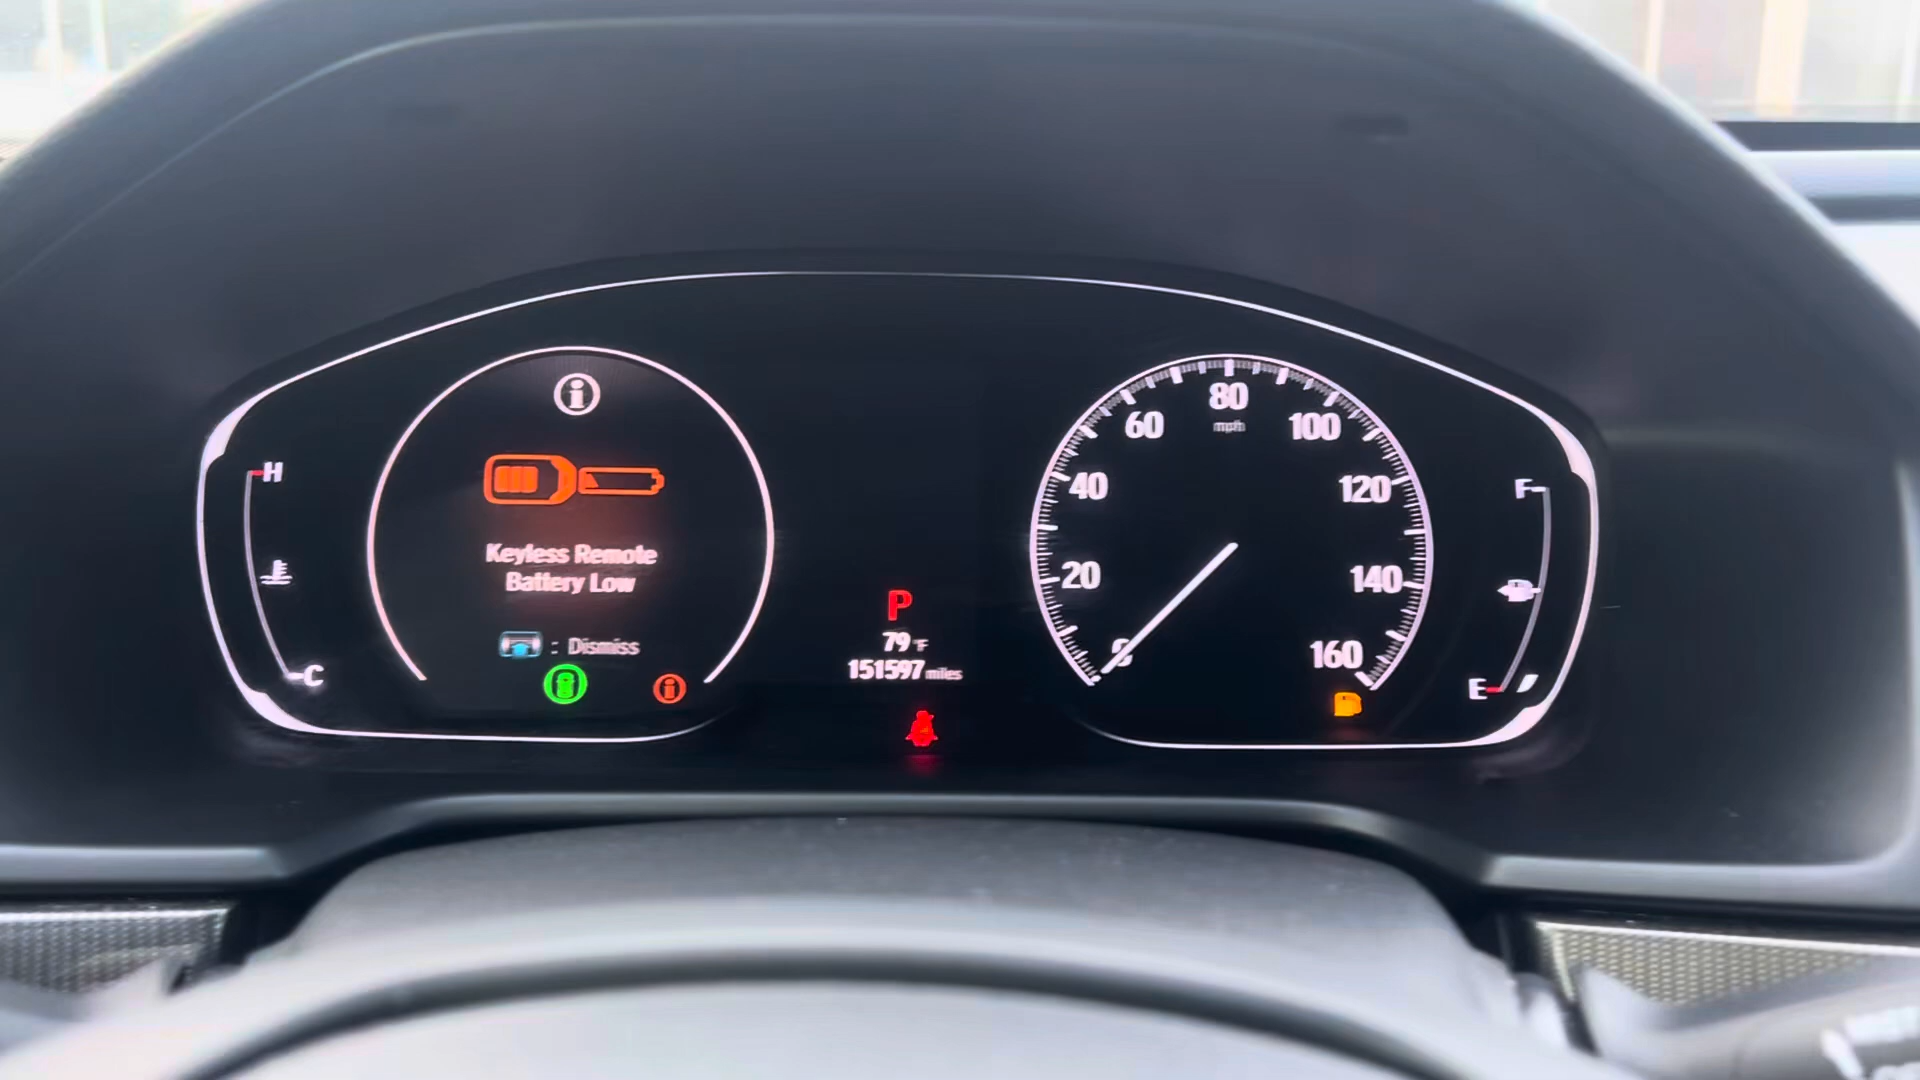 Keyless Remote
Battery Low
: Dismiss
H
C
P
79°F
151597 miles
0
20
40
60
80
mph
100
120
140
160
F
E